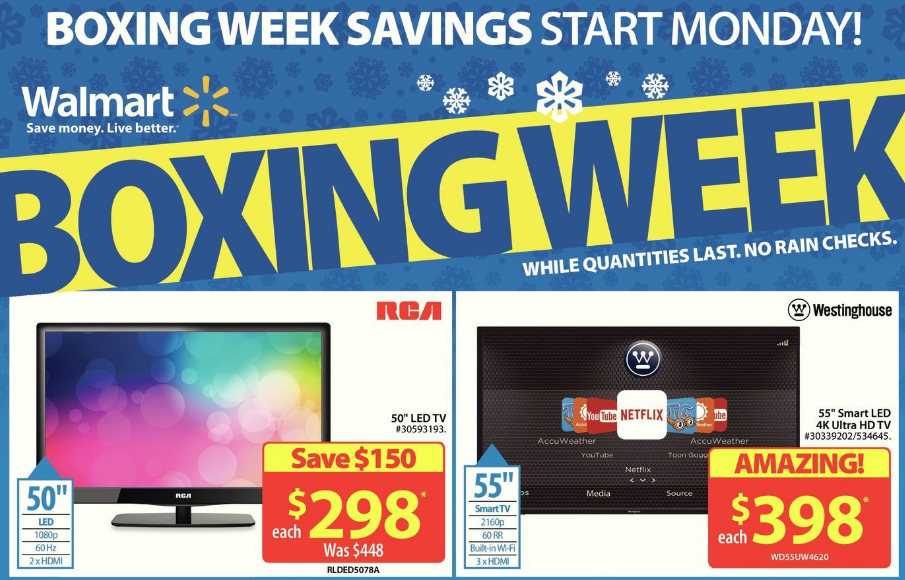 BOXING WEEK SAVINGS START MONDAY!
Walmart
Save money. Live better.
BOXING WEEK
WHILE QUANTITIES LAST. NO RAIN CHECKS.
RCA
50" LED TV
#30593193.
Save $150
$298*
each
Was $448
RLDED5078A
50"
LED
1080p
60 Hz
2 x HDMI
RCA
Westinghouse
55" Smart LED
4K Ultra HD TV
#30339202/534645.
AMAZING!
$398*
each
WD55UW4620
55"
Smart TV
2160p
60 RR
Built-in Wi-Fi
3 x HDMI
W
YouTube
NETFLIX
AccuWeather
AccuWeather
YouTube
Toon Gogg
Netflix
Media
Source